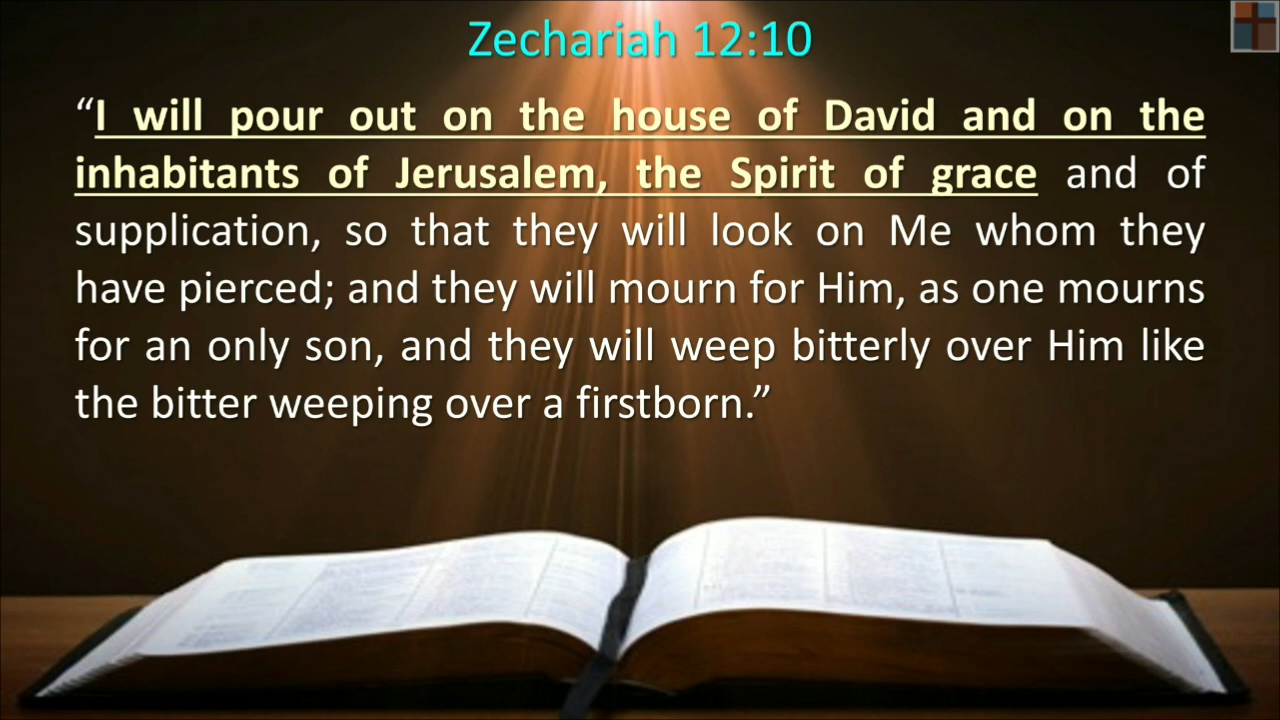 Zechariah 12:10
“I will pour out on the house of David and on the
inhabitants of Jerusalem, the Spirit of grace and of
supplication, so that they will look on Me whom they
have pierced; and they will mourn for Him, as one mourns
for an only son, and they will weep bitterly over Him like
the bitter weeping over a firstborn.”